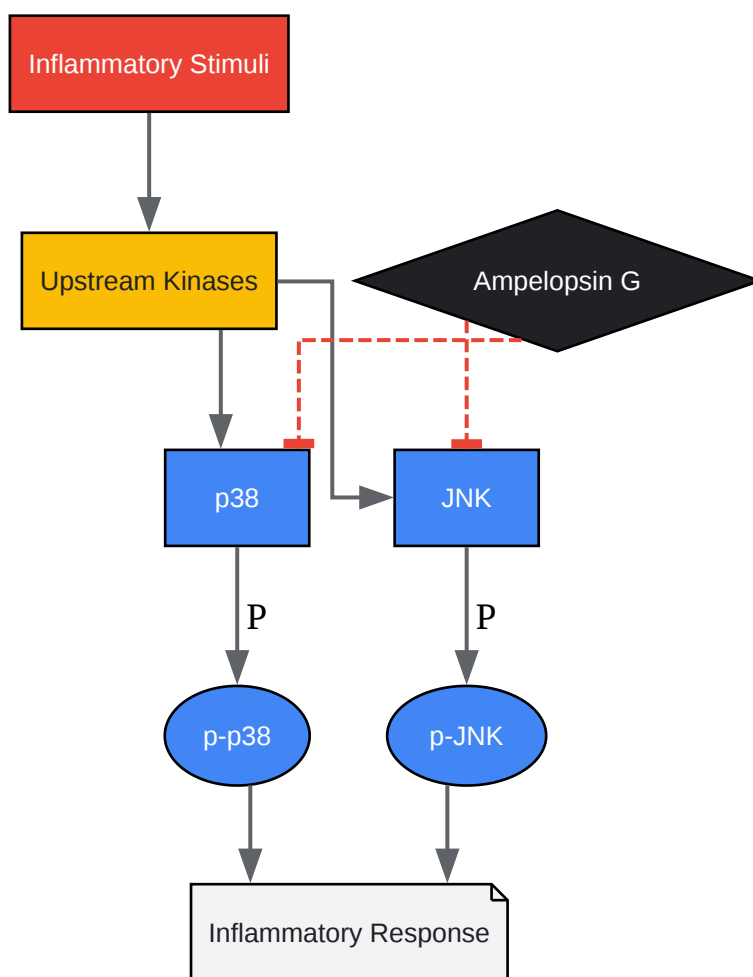 Inflammatory Stimuli
Upstream Kinases
Ampelopsin G
p38
JNK
P
P
p-p38
p-JNK
Inflammatory Response